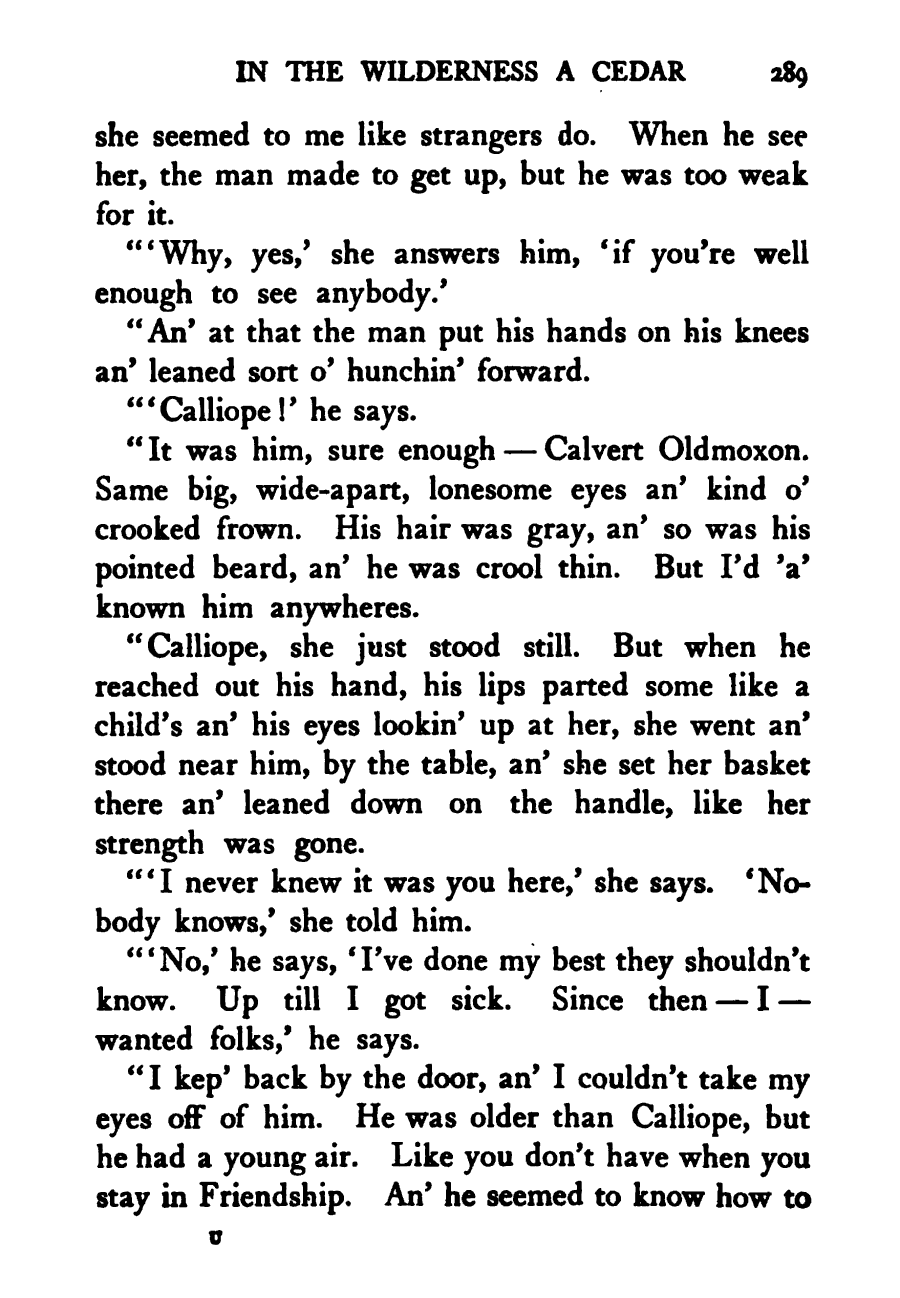 IN THE WILDERNESS A CEDAR 289
she seemed to me like strangers do. When he see
her, the man made to get up, but he was too weak
for it.
"'Why, yes,' she answers him, 'if you're well
enough to see anybody.'
"An' at that the man put his hands on his knees
an' leaned sort o' hunchin' forward.
"'Calliope!' he says.
"It was him, sure enough — Calvert Oldmoxon.
Same big, wide-apart, lonesome eyes an' kind o'
crooked frown. His hair was gray, an' so was his
pointed beard, an' he was crool thin. But I'd 'a'
known him anywheres.
"Calliope, she just stood still. But when he
reached out his hand, his lips parted some like a
child's an' his eyes lookin' up at her, she went an'
stood near him, by the table, an' she set her basket
there an' leaned down on the handle, like her
strength was gone.
"'I never knew it was you here,' she says. 'No-
body knows,' she told him.
"'No,' he says, 'I've done my best they shouldn't
know. Up till I got sick. Since then — I —
wanted folks,' he says.
"I kep' back by the door, an' I couldn't take my
eyes off of him. He was older than Calliope, but
he had a young air. Like you don't have when you
stay in Friendship. An' he seemed to know how to
U